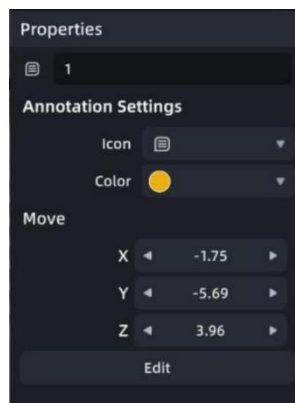 Properties
1
Annotation Settings
Icon
Color
Move
X -1.75
Y -5.69
Z 3.96
Edit